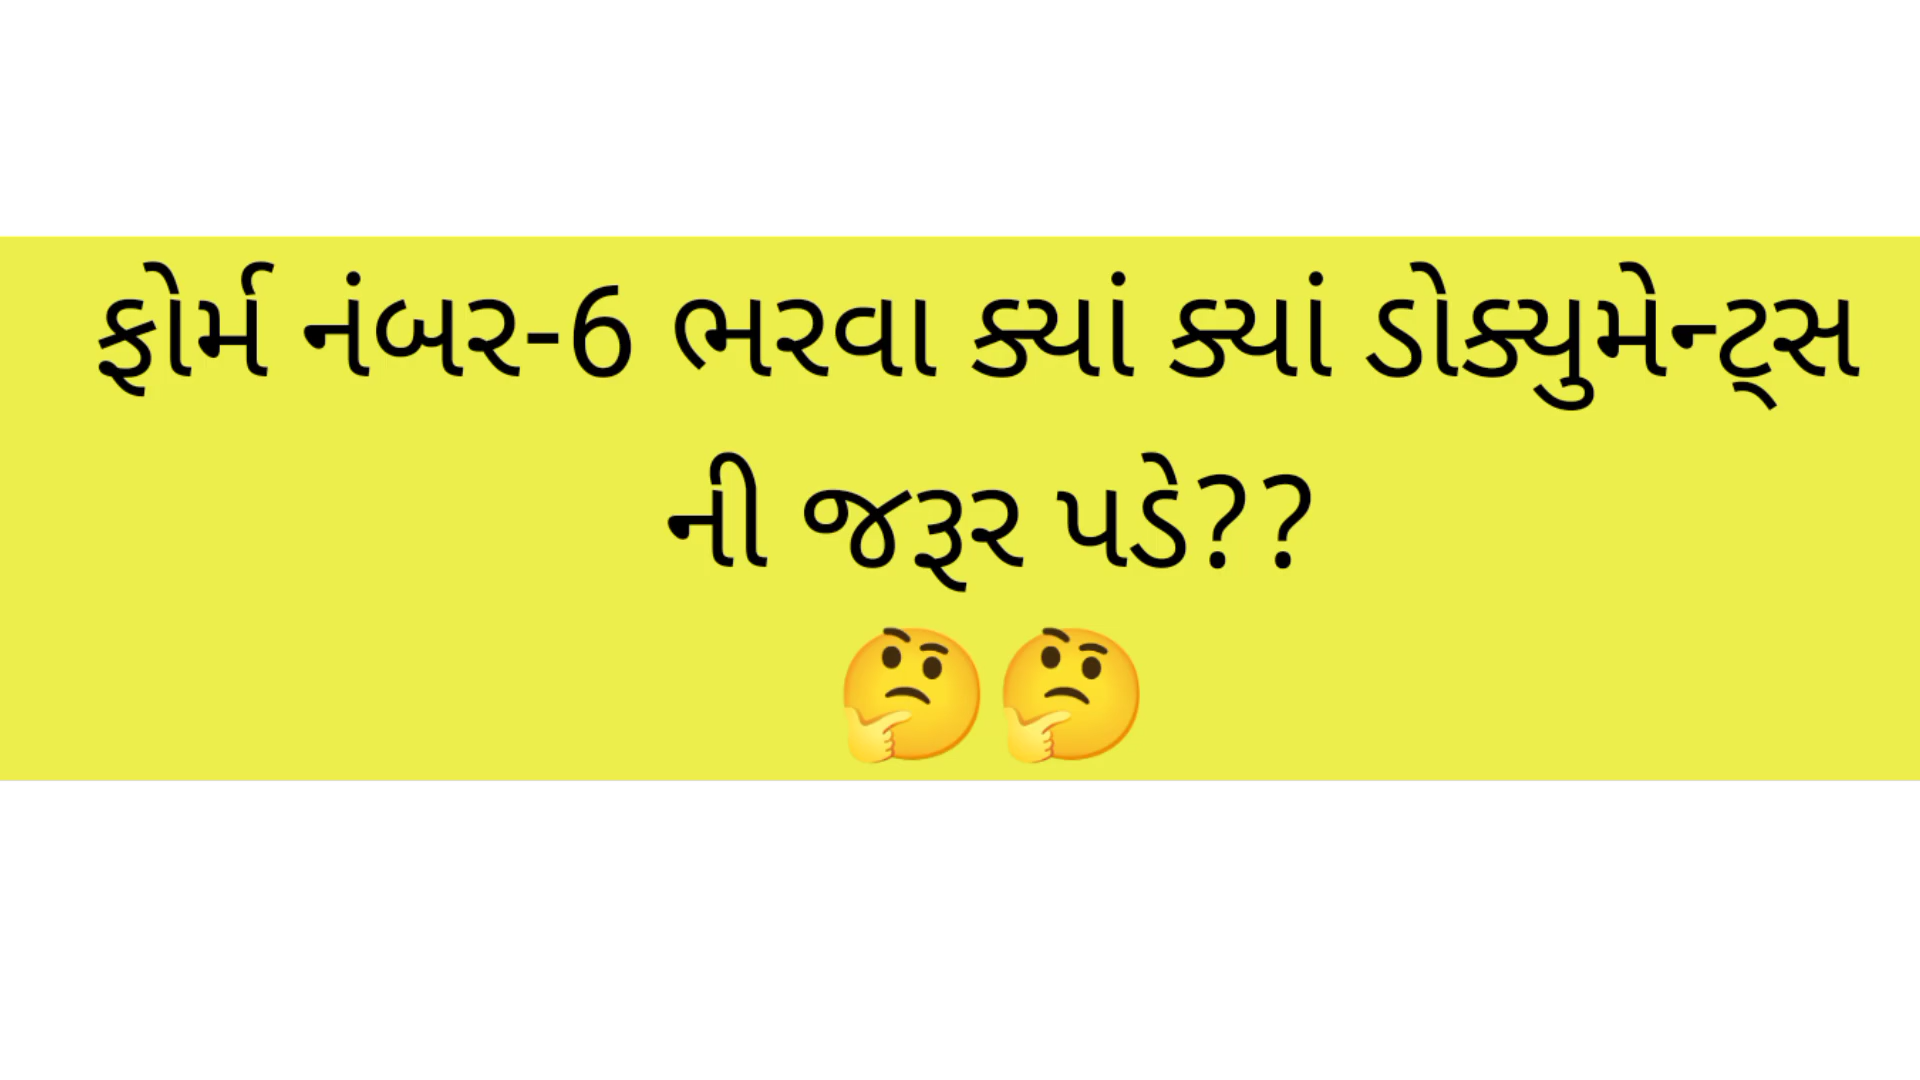 ફોર્મ નંબર-6 ભરવા ક્યાં ક્યાં ડોક્યુમેન્ટ્સ
ની જરૂર પડે??
🤔🤔